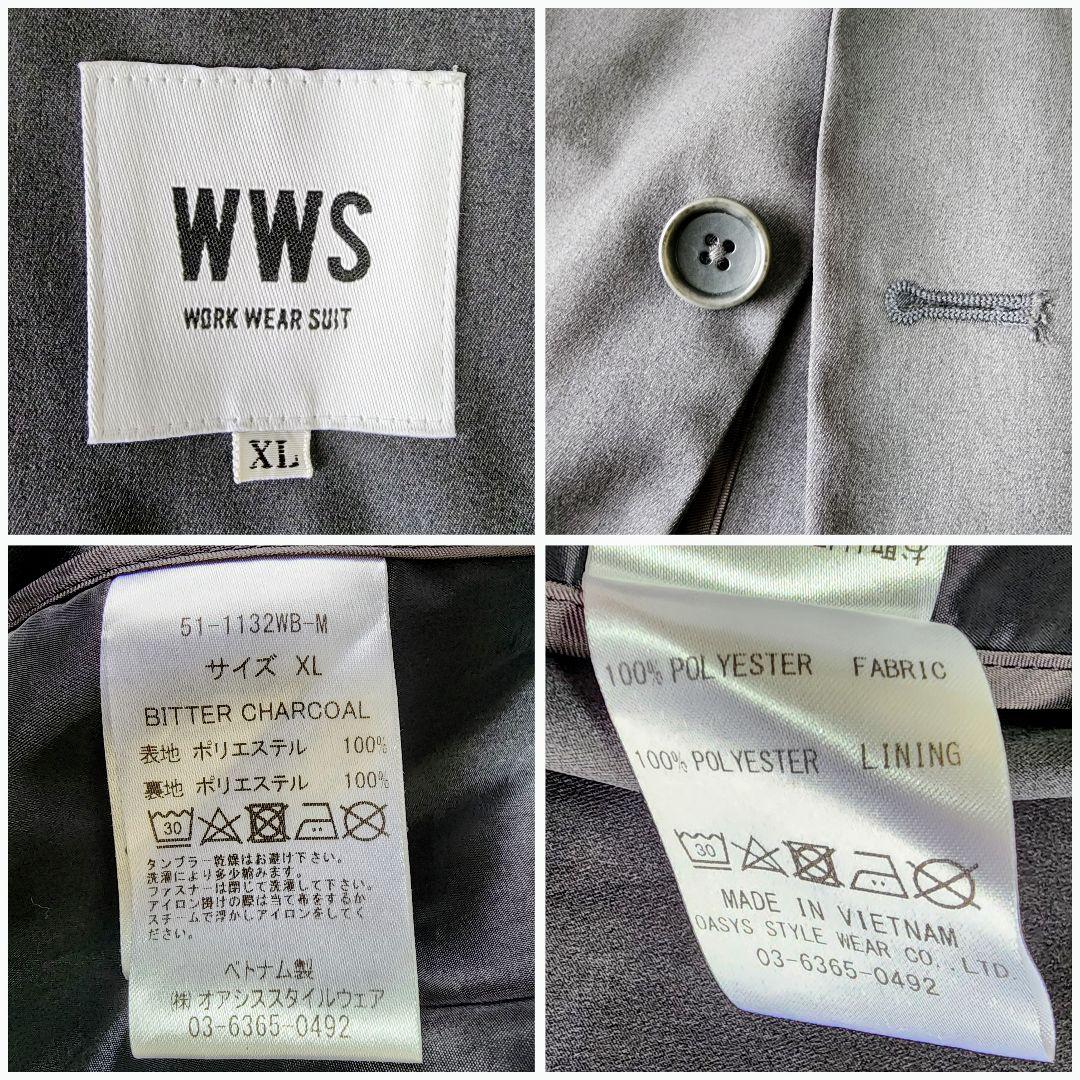 WWS
WORK WEAR SUIT
XL
51-1132WB-M
サイズ XL
BITTER CHARCOAL
表地 ポリエステル 100%
裏地 ポリエステル 100%
30
タンブラー乾燥はお避け下さい。
洗濯により多少縮みます。
ファスナーは閉じて洗濯して下さい。
アイロン掛けの際は当て布をするか
スチームで浮かしアイロンをしてく
ださい。
ベトナム製
(株)オアシススタイルウェア
03-6365-0492
100% POLYESTER FABRIC
100% POLYESTER LINING
30
MADE IN VIETNAM
OASYS STYLE WEAR CO.,LTD.
03-6365-0492